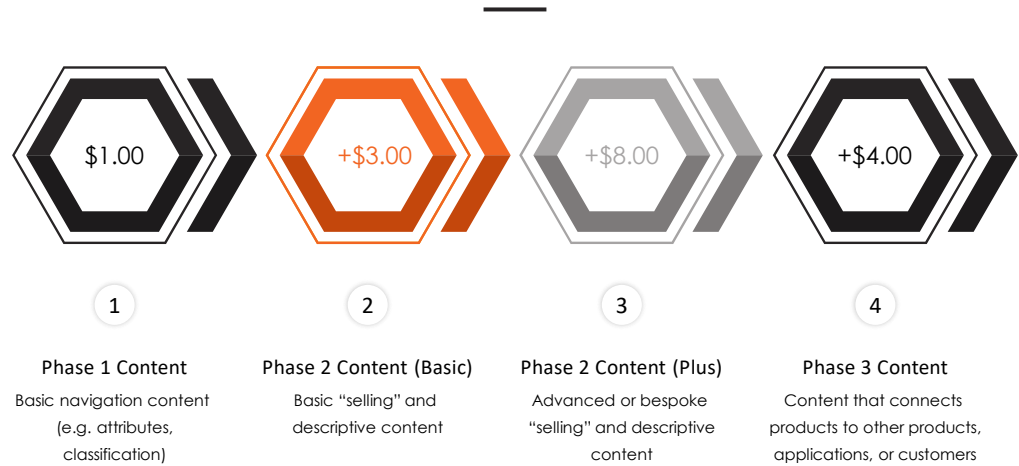 $1.00
+$3.00
+$8.00
+$4.00
1
2
3
4
Phase 1 Content
Basic navigation content
(e.g. attributes,
classification)
Phase 2 Content (Basic)
Basic “selling” and
descriptive content
Phase 2 Content (Plus)
Advanced or bespoke
“selling” and descriptive
content
Phase 3 Content
Content that connects
products to other products,
applications, or customers